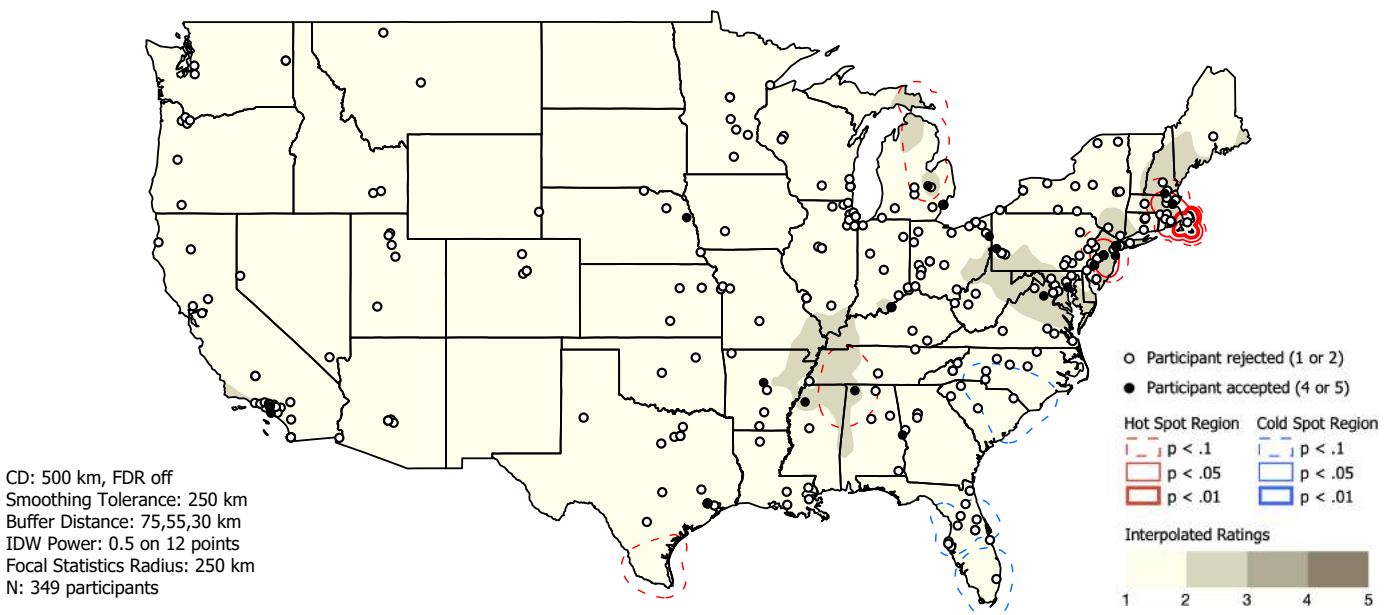 CD: 500 km, FDR off
Smoothing Tolerance: 250 km
Buffer Distance: 75,55,30 km
IDW Power: 0.5 on 12 points
Focal Statistics Radius: 250 km
N: 349 participants
Participant rejected (1 or 2)
Participant accepted (4 or 5)
Hot Spot Region Cold Spot Region
p < .1 p < .1
p < .05 p < .05
p < .01 p < .01
Interpolated Ratings
1 2 3 4 5